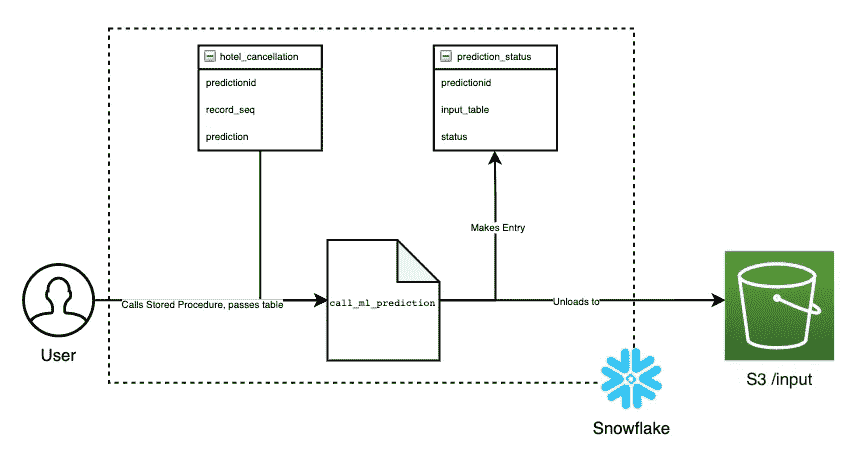 hotel_cancellation
predictionid
record_seq
prediction
prediction_status
predictionid
input_table
status
Makes Entry
User
Calls Stored Procedure, passes table
call_ml_prediction
Unloads to
S3 /input
Snowflake